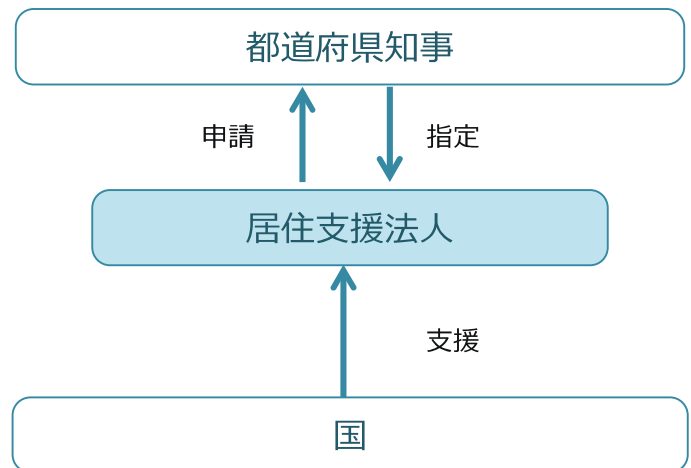 都道府県知事
申請
指定
居住支援法人
支援
国